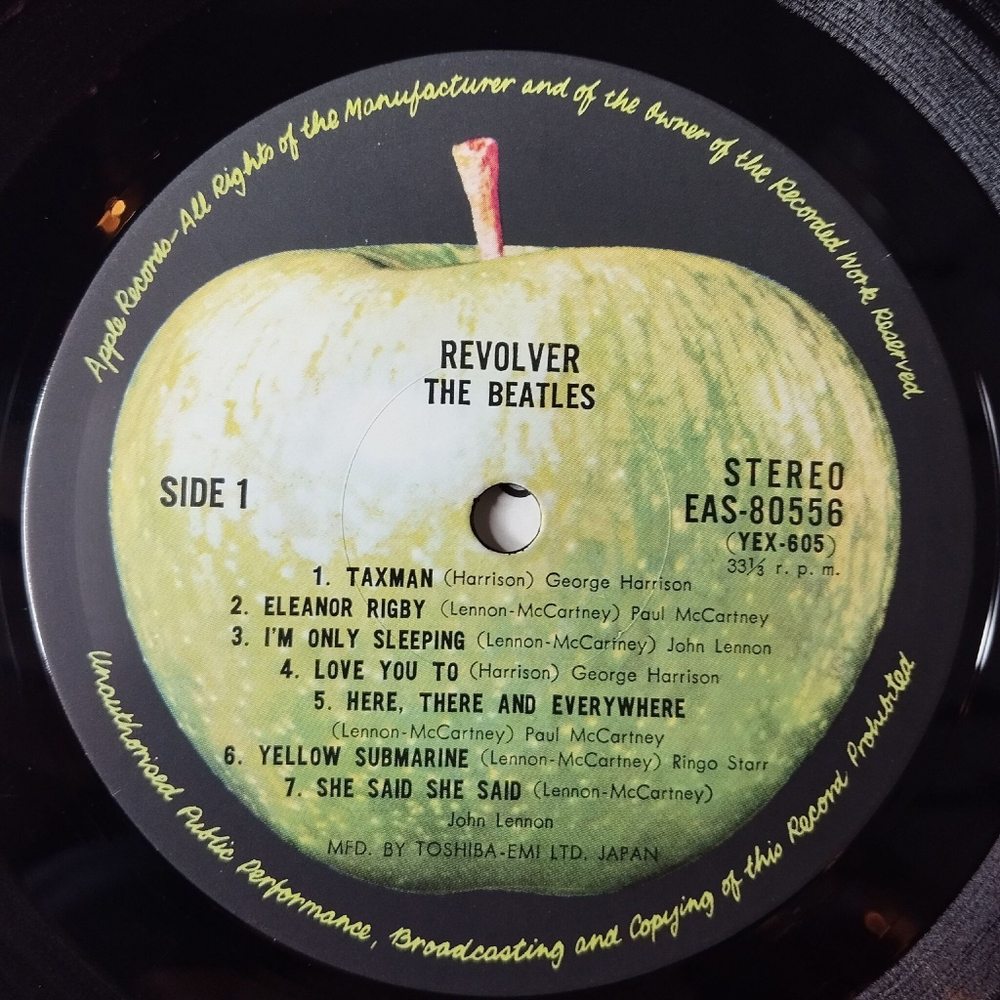 Apple Records-All Rights of the Manufacturer and of the Owner of the Recorded Work Reserved
REVOLVER
THE BEATLES
SIDE 1
STEREO
EAS-80556
(YEX-605)
33⅓ r. p. m.
1. TAXMAN (Harrison) George Harrison
2. ELEANOR RIGBY (Lennon-McCartney) Paul McCartney
3. I'M ONLY SLEEPING (Lennon-McCartney) John Lennon
4. LOVE YOU TO (Harrison) George Harrison
5. HERE, THERE AND EVERYWHERE
(Lennon-McCartney) Paul McCartney
6. YELLOW SUBMARINE (Lennon-McCartney) Ringo Starr
7. SHE SAID SHE SAID (Lennon-McCartney)
John Lennon
MFD. BY TOSHIBA-EMI LTD. JAPAN
Unauthorised Public Performance, Broadcasting and Copying of this Record Prohibited